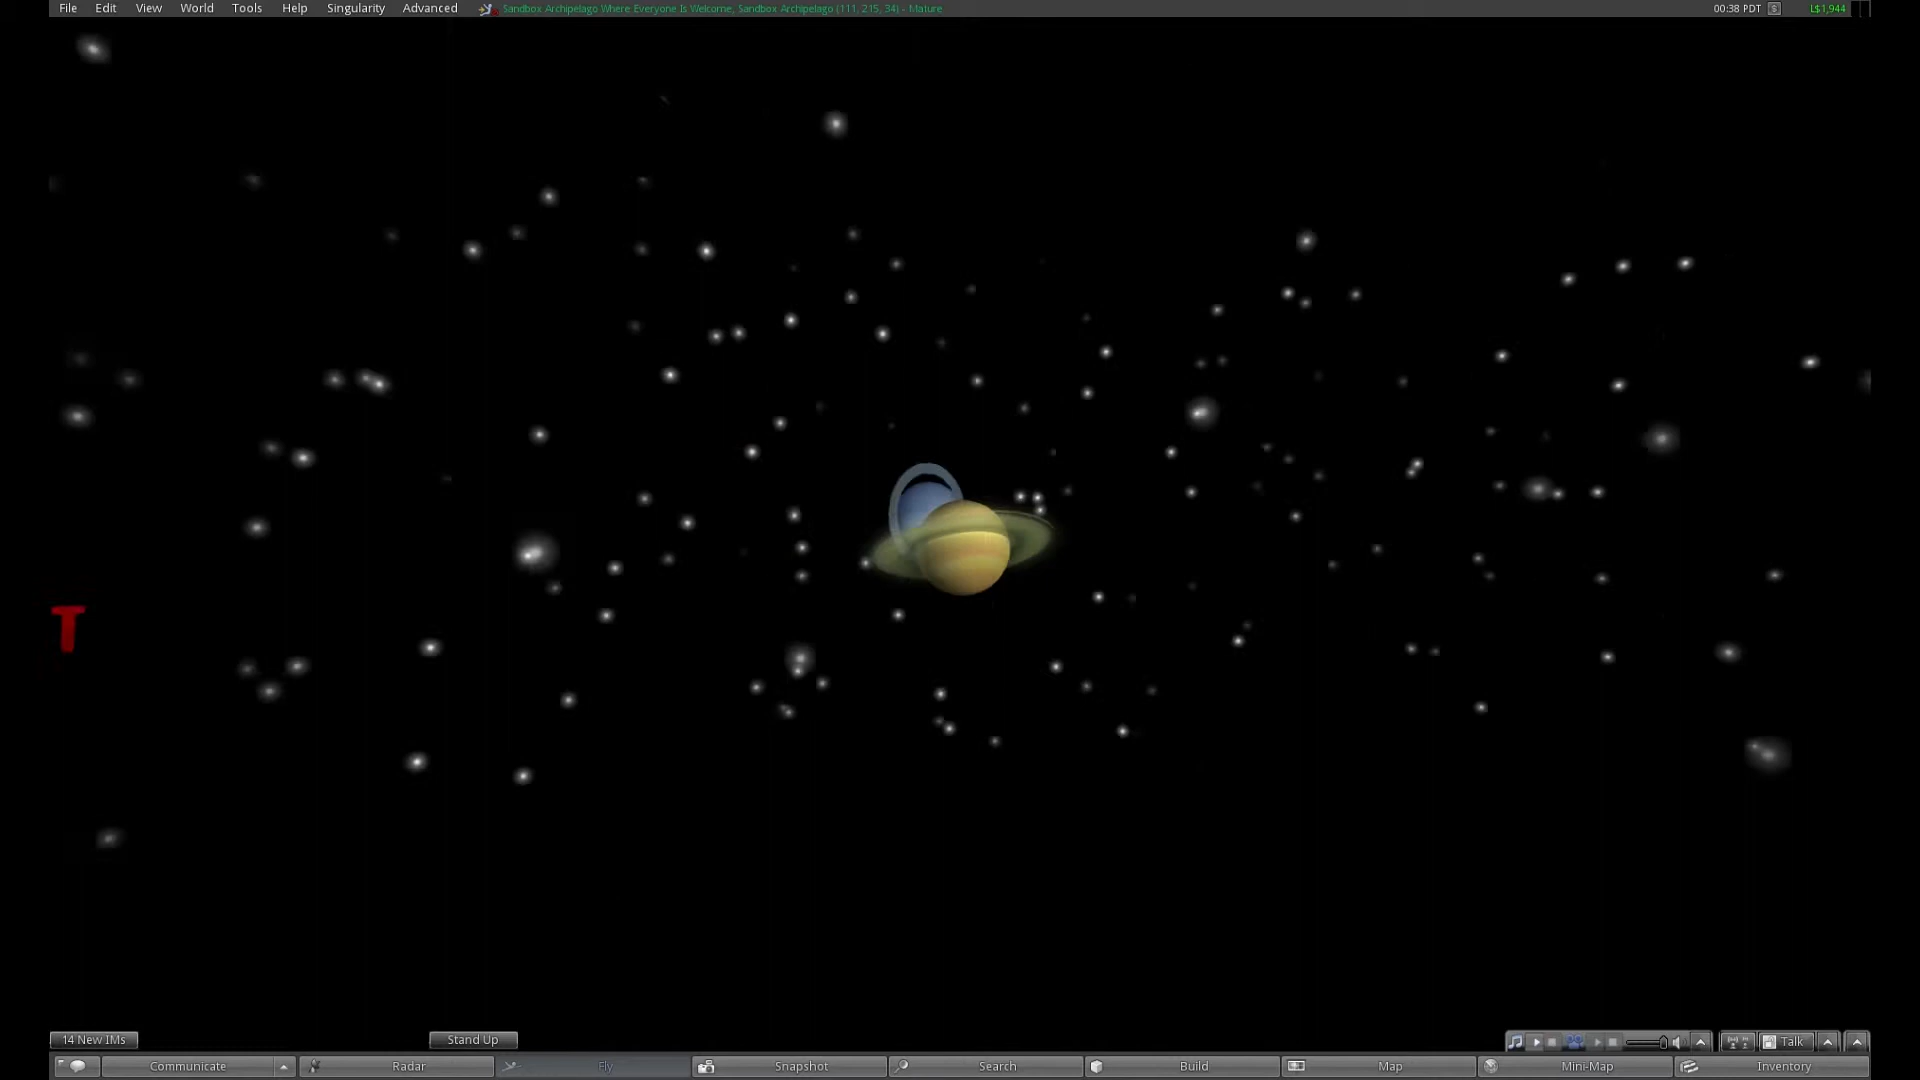 File Edit View World Tools Help Singularity Advanced Sandbox Archipelago Where Everyone Is Welcome, Sandbox Archipelago (111, 215, 34) - Mature 00:38 PDT L$1,944
T
14 New IMs Stand Up Talk
Communicate Radar Fly Snapshot Search Build Map Mini-Map Inventory